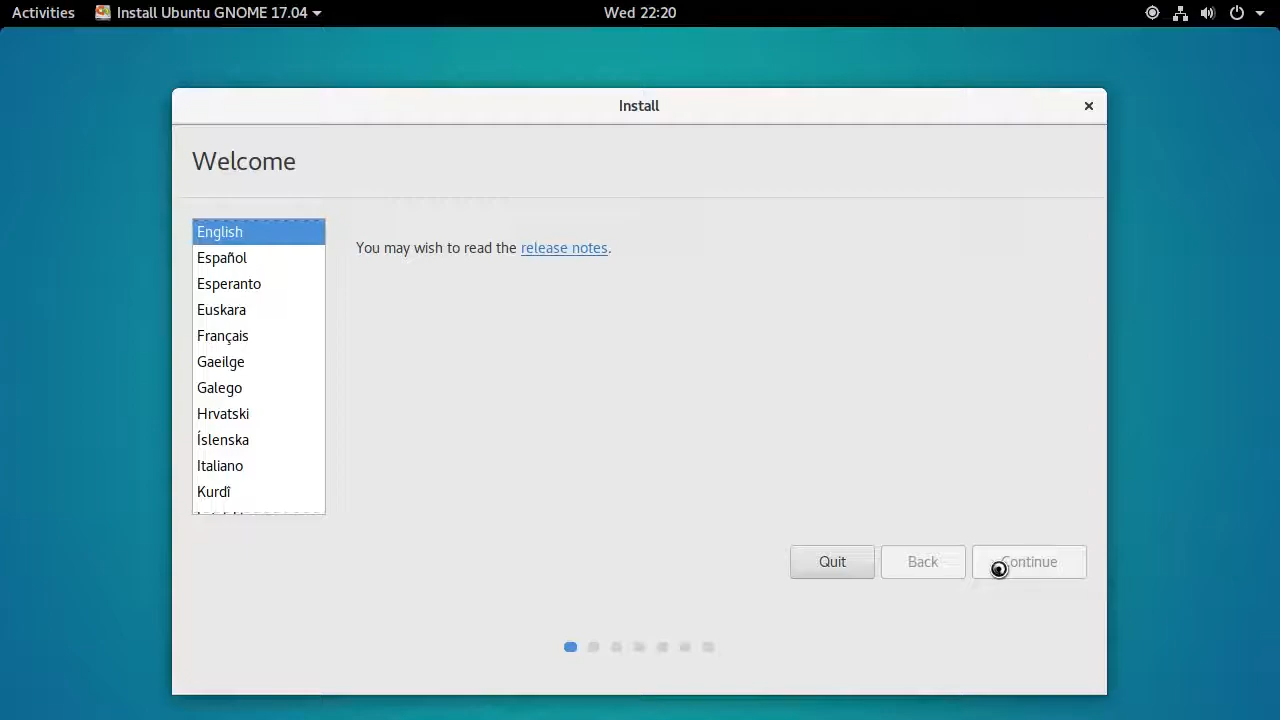 Activities Install Ubuntu GNOME 17.04 Wed 22:20
Install
Welcome
English
Español
Esperanto
Euskara
Français
Gaeilge
Galego
Hrvatski
Íslenska
Italiano
Kurdî
You may wish to read the release notes.
Quit Back Continue